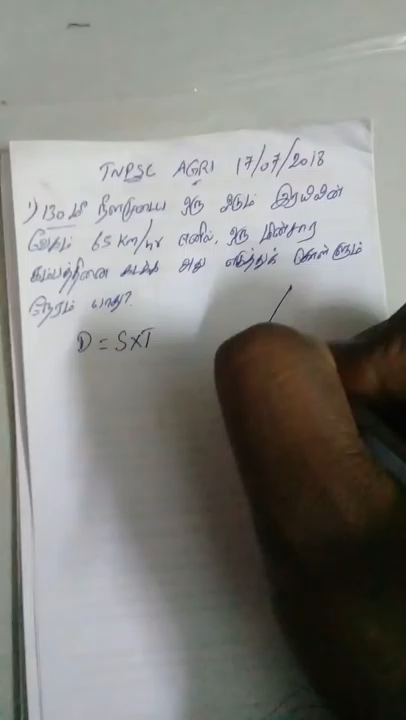 TNPSC AGRI 17/07/2018
1) 130 மீ நீளமுடைய ஒரு ஓடும் இரயிலின்
வேகம் 65 km/hr எனில், ஒரு மின்சார
கம்பத்தினை கடக்க அது எடுத்துக் கொள்ளும்
நேரம் யாது?
D = S×T